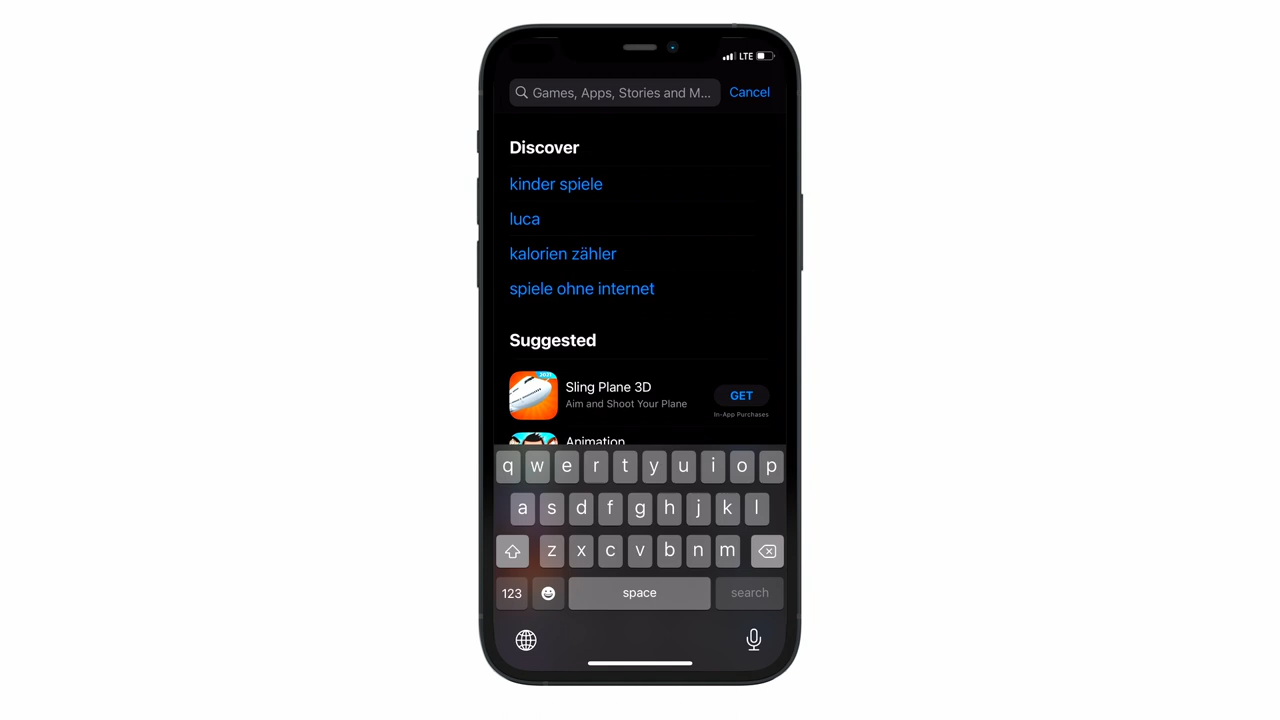 LTE
Games, Apps, Stories and M...
Cancel
Discover
kinder spiele
luca
kalorien zähler
spiele ohne internet
Suggested
2021
Sling Plane 3D
Aim and Shoot Your Plane
GET
In-App Purchases
Animation
q w e r t y u i o p
a s d f g h j k l
z x c v b n m
123
space
search